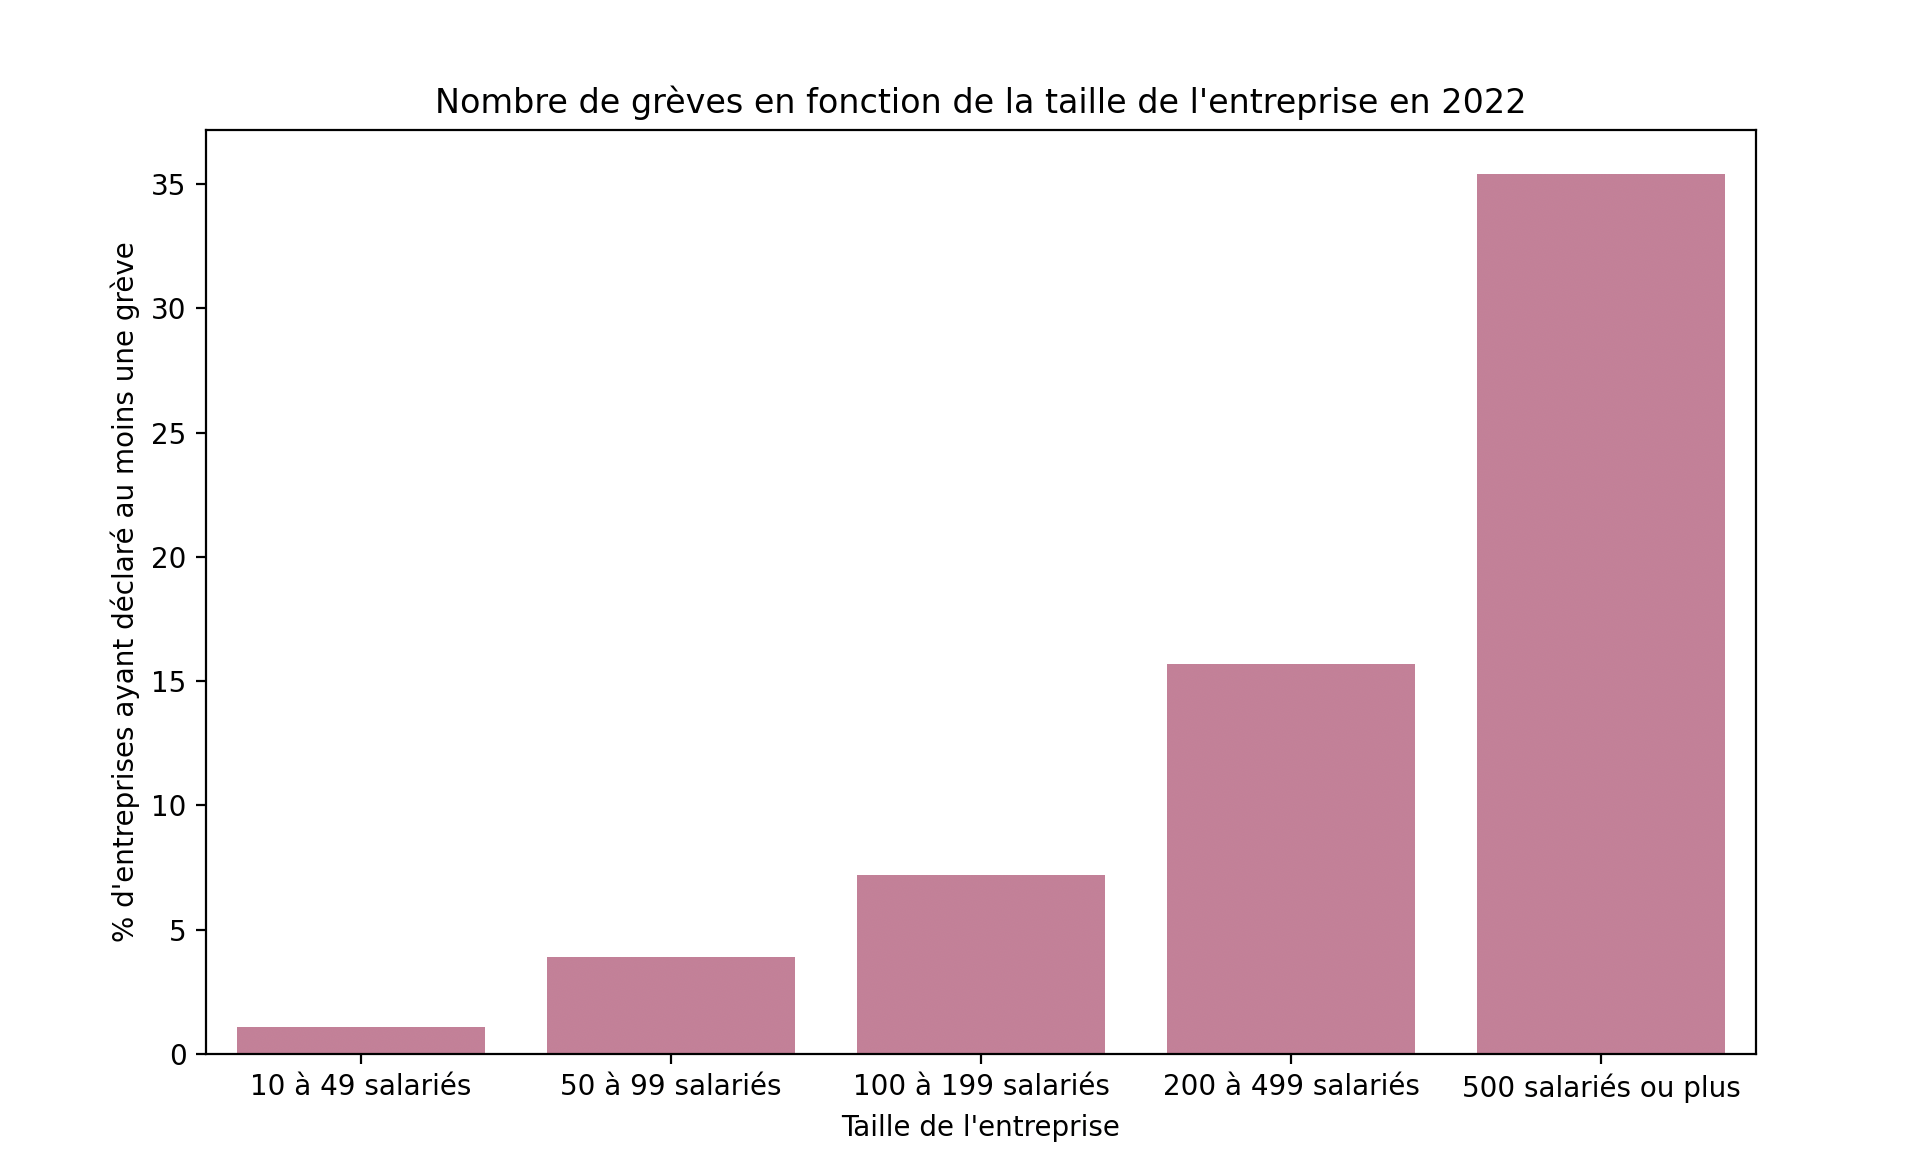 Nombre de grèves en fonction de la taille de l'entreprise en 2022
% d'entreprises ayant déclaré au moins une grève
35
30
25
20
15
10
5
0
10 à 49 salariés
50 à 99 salariés
100 à 199 salariés
200 à 499 salariés
500 salariés ou plus
Taille de l'entreprise